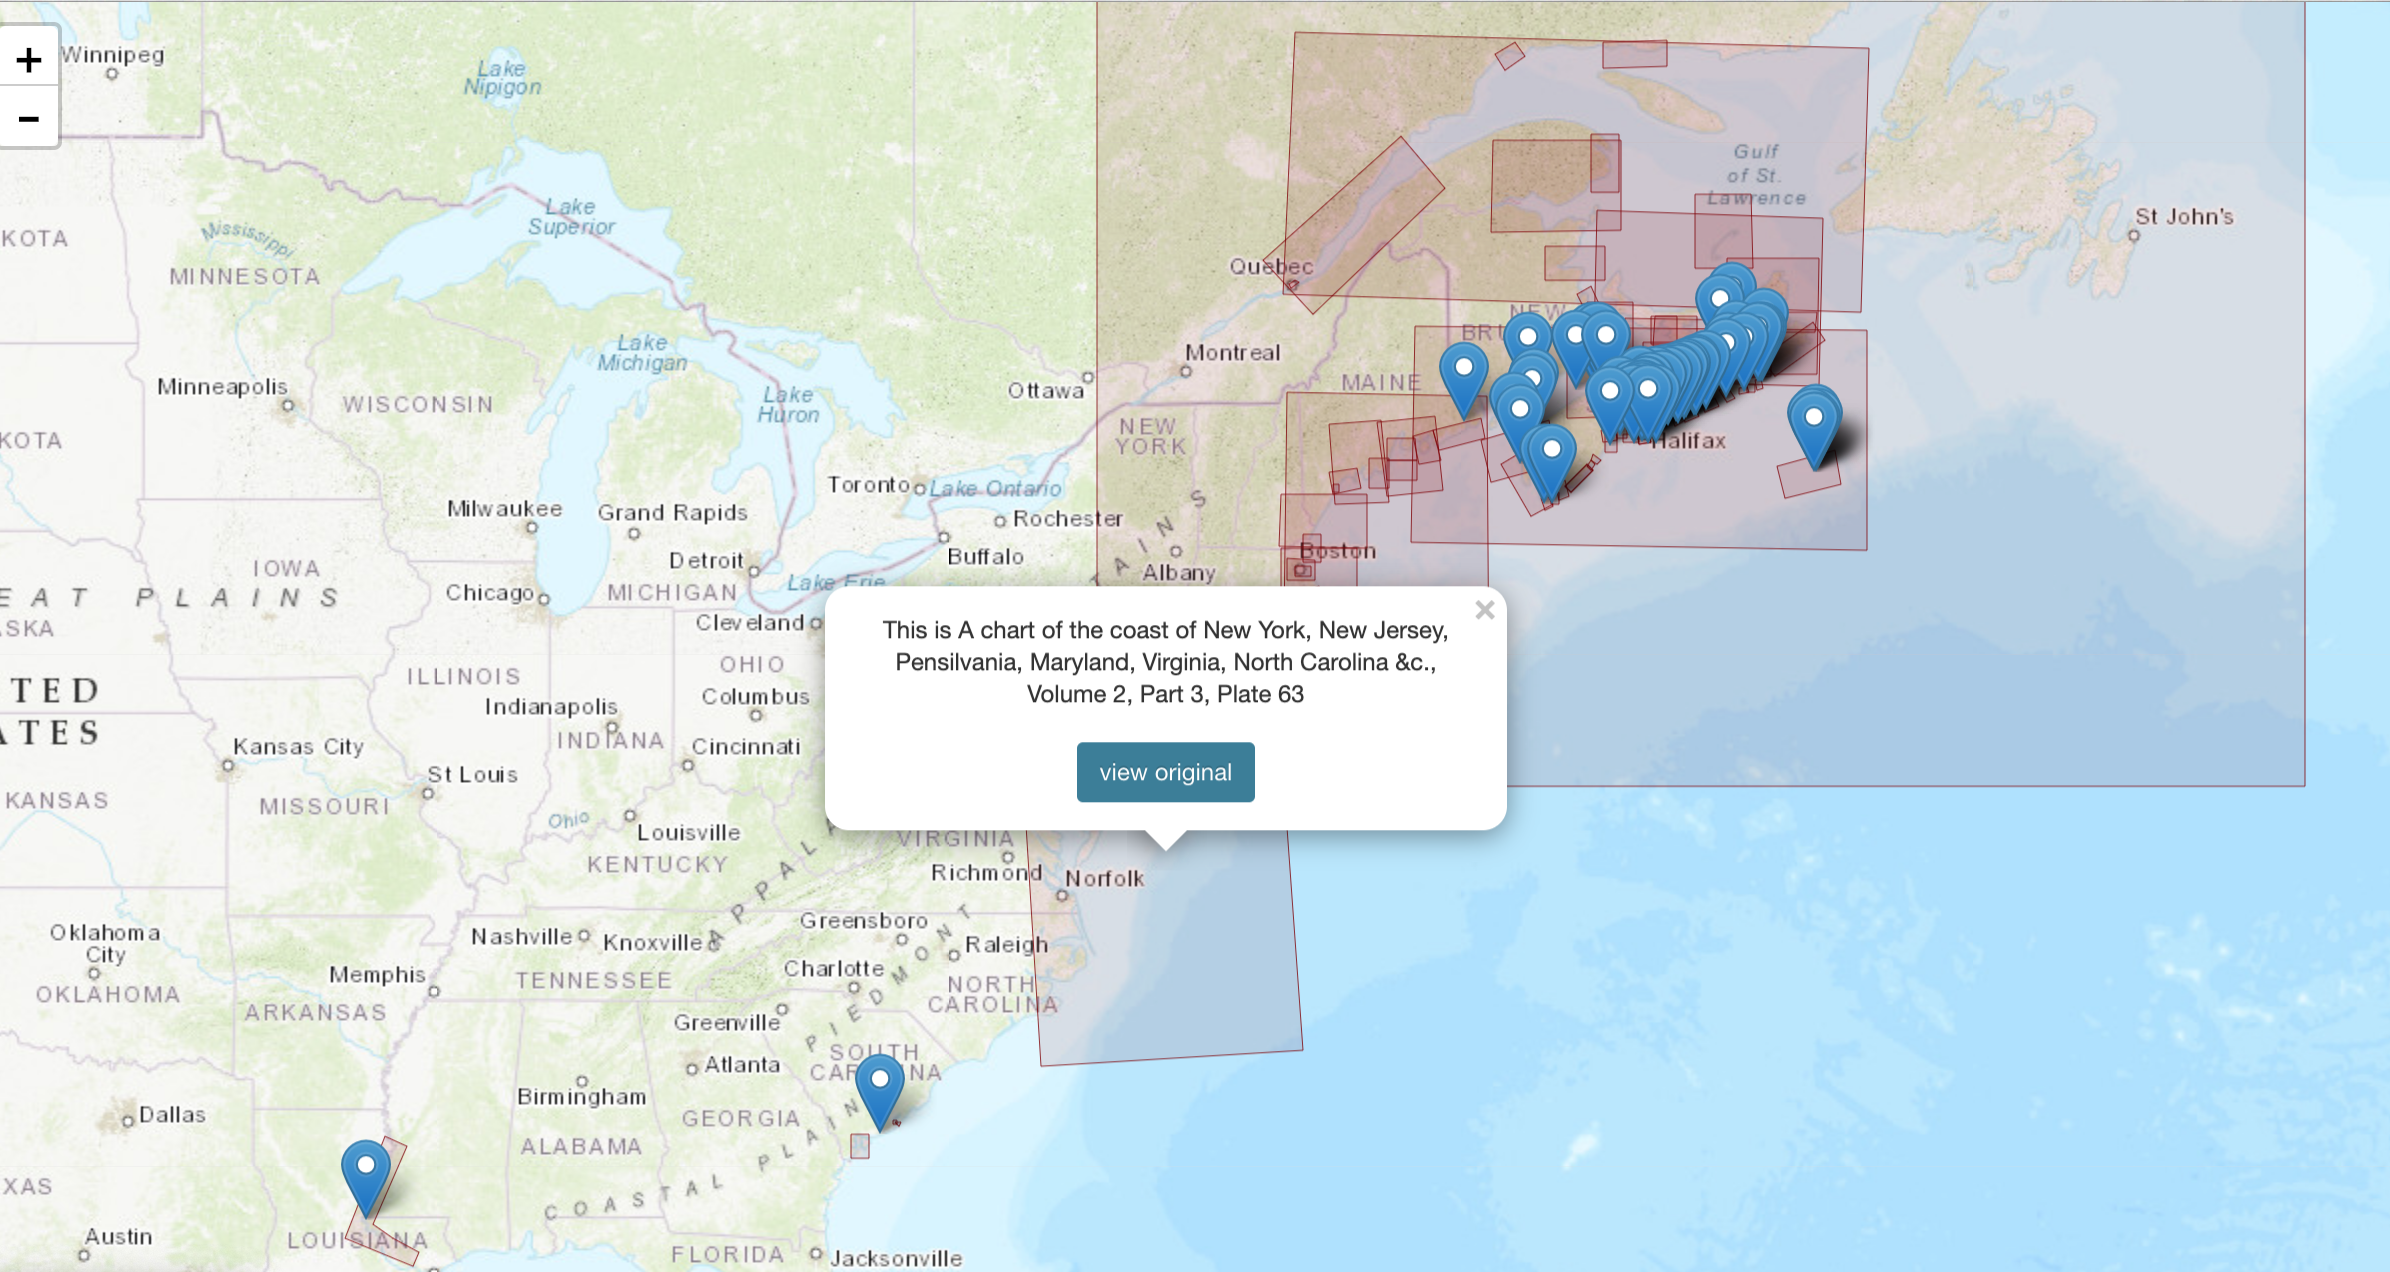 +
−
Winnipeg
Lake
Nipigon
KOTA
Mississippi
MINNESOTA
Lake
Superior
Gulf
of St.
Lawrence
St John's
Quebec
NEW
BRU
Lake
Michigan
Minneapolis
WISCONSIN
Montreal
Ottawa
MAINE
Lake
Huron
NEW
YORK
KOTA
Halifax
Toronto
Lake Ontario
Milwaukee
Grand Rapids
Rochester
Buffalo
Boston
Albany
Detroit
IOWA
MICHIGAN
Lake Erie
EAT PLAINS
Chicago
TAINS
SKA
Cleveland
This is A chart of the coast of New York, New Jersey,
Pensilvania, Maryland, Virginia, North Carolina &c.,
Volume 2, Part 3, Plate 63
view original
×
OHIO
ILLINOIS
TED
ATES
Indianapolis
Columbus
INDIANA
Cincinnati
Kansas City
St Louis
KANSAS
MISSOURI
Ohio
Louisville
KENTUCKY
VIRGINIA
Richmond
Norfolk
APPALA
Oklahoma
City
Nashville
Knoxville
Greensboro
Raleigh
Memphis
TENNESSEE
Charlotte
NORTH
CAROLINA
OKLAHOMA
ARKANSAS
Greenville
PIEDMONT
Atlanta
SOUTH
CAR
NA
Birmingham
Dallas
GEORGIA
ALABAMA
COASTAL PLAIN
XAS
Austin
LOUISIANA
FLORIDA
Jacksonville